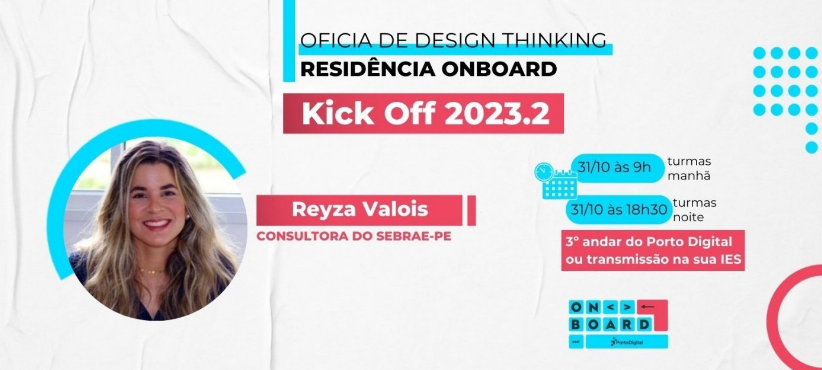 OFICIA DE DESIGN THINKING
RESIDÊNCIA ONBOARD
Kick Off 2023.2
Reyza Valois
CONSULTORA DO SEBRAE-PE
31/10 às 9h
turmas
manhã
31/10 às 18h30
turmas
noite
3º andar do Porto Digital
ou transmissão na sua IES
ON<>←
BOARD
PortoDigital